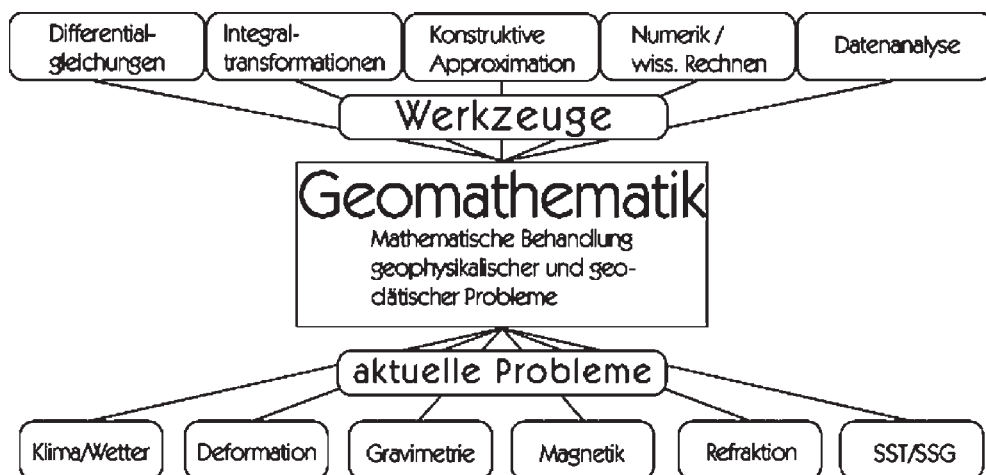 Differential-
gleichungen
Integral-
transformationen
Konstruktive
Approximation
Numerik /
wiss. Rechnen
Datenanalyse
Werkzeuge
Geomathematik
Mathematische Behandlung
geophysikalischer und geo-
dätischer Probleme
aktuelle Probleme
Klima/Wetter
Deformation
Gravimetrie
Magnetik
Refraktion
SST/SSG